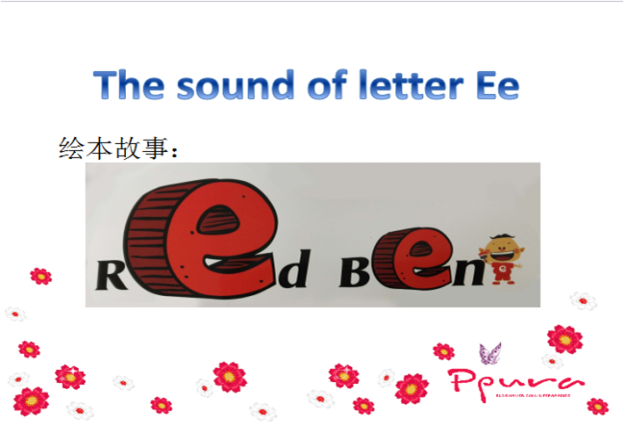 The sound of letter Ee
绘本故事：
Red Ben
Ppura